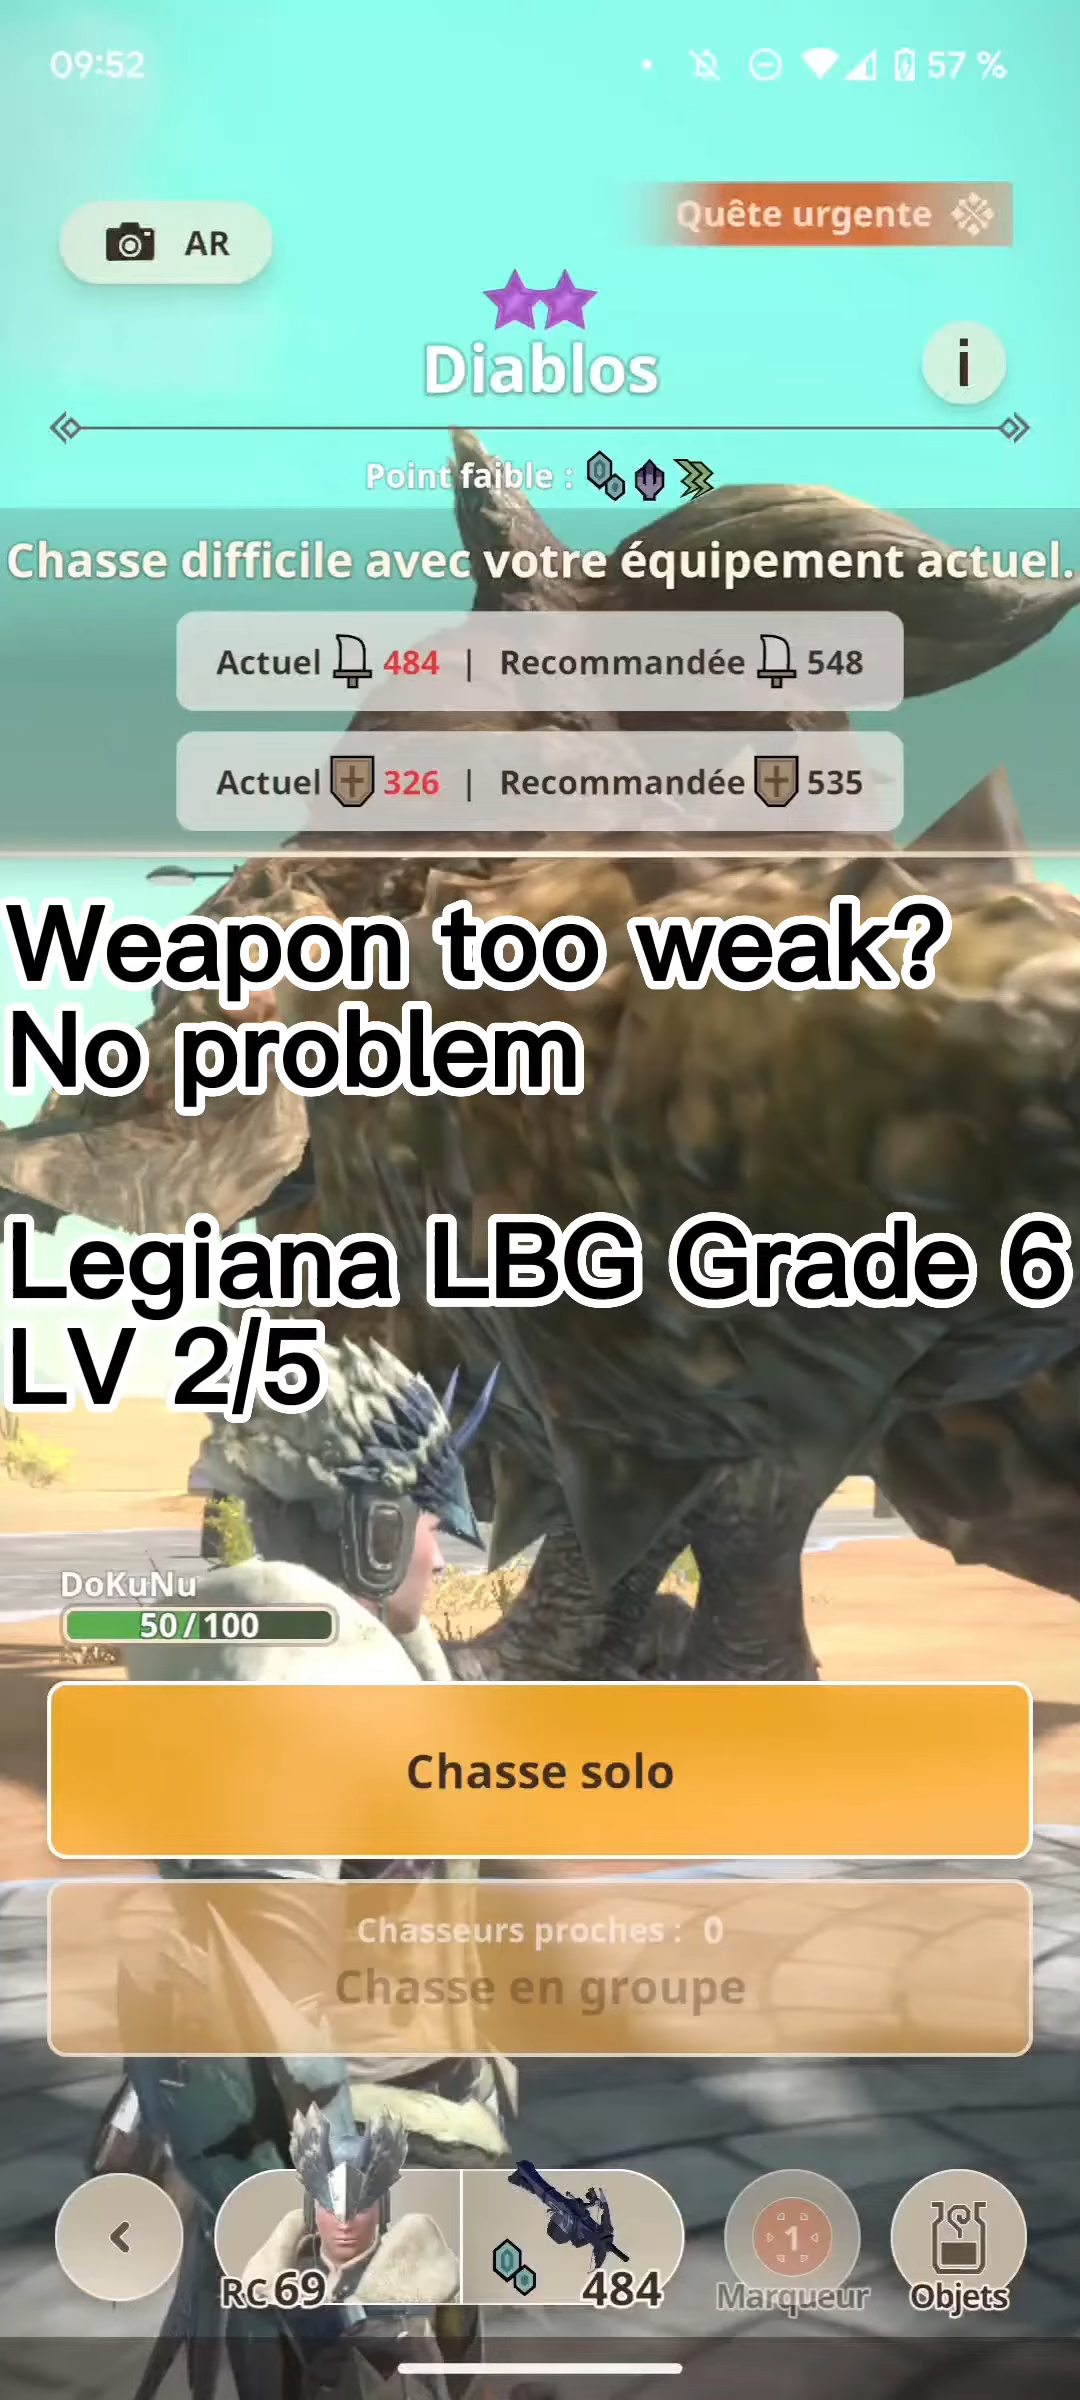 09:52
57 %
AR
Quête urgente
Diablos
i
Point faible :
Chasse difficile avec votre équipement actuel.
Actuel 484 | Recommandée 548
Actuel 326 | Recommandée 535
Weapon too weak?
No problem
Legiana LBG Grade 6
LV 2/5
DoKuNu
50/100
Chasse solo
Chasseurs proches : 0
Chasse en groupe
RC69
484
1
Marqueur
Objets